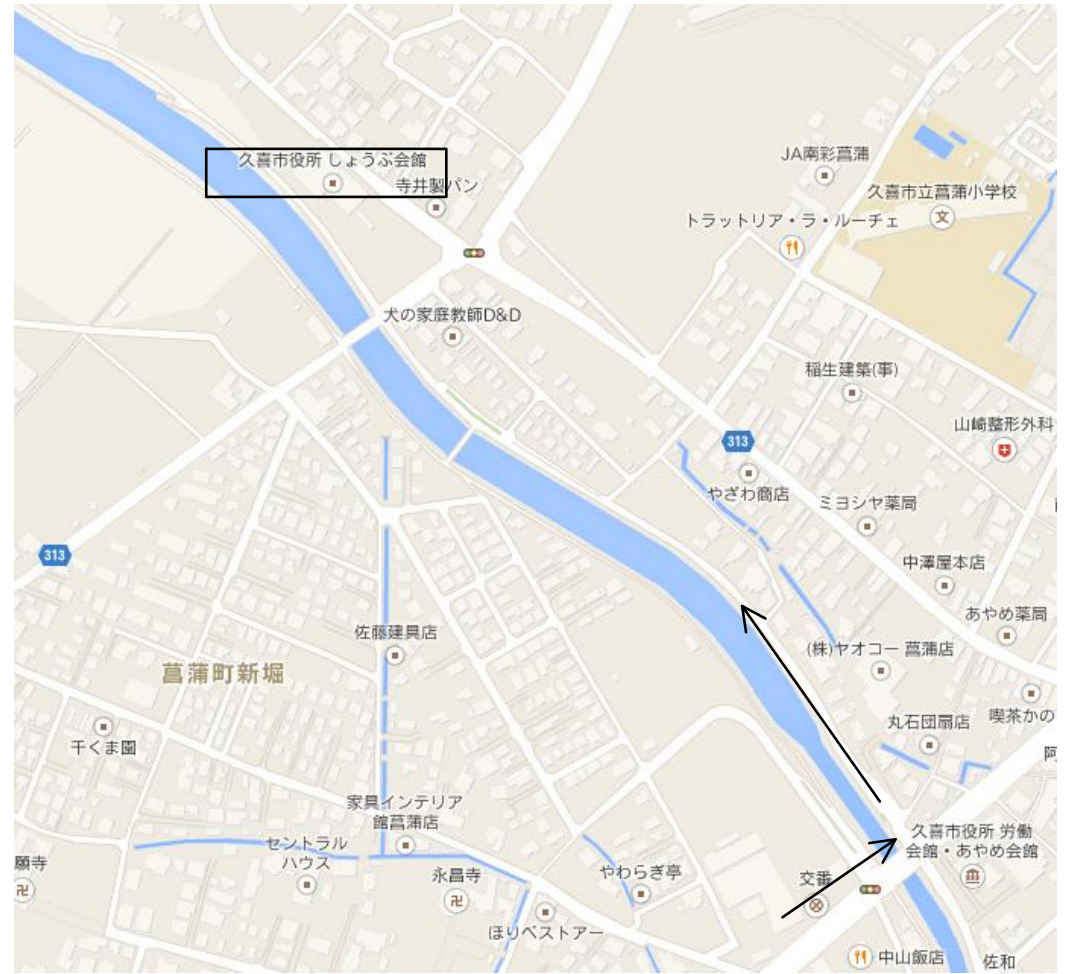 久喜市役所 しょうぶ会館
寺井製パン
JA南彩菖蒲
久喜市立菖蒲小学校
文
トラットリア・ラ・ルーチェ
犬の家庭教師D&D
稲生建築(事)
山崎整形外科
313
やざわ商店
ミヨシヤ薬局
中澤屋本店
313
あやめ薬局
佐藤建具店
(株)ヤオコー 菖蒲店
菖蒲町新堀
丸石団扇店
喫茶かの
千くま園
阿
家具インテリア
館菖蒲店
久喜市役所 労働
会館・あやめ会館
セントラル
ハウス
願寺
卍
永昌寺
卍
やわらぎ亭
交番
ほりベストアー
中山飯店
佐和